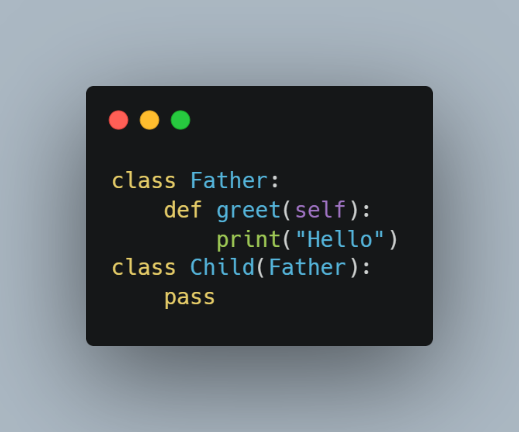 class Father:
    def greet(self):
        print("Hello")
class Child(Father):
    pass